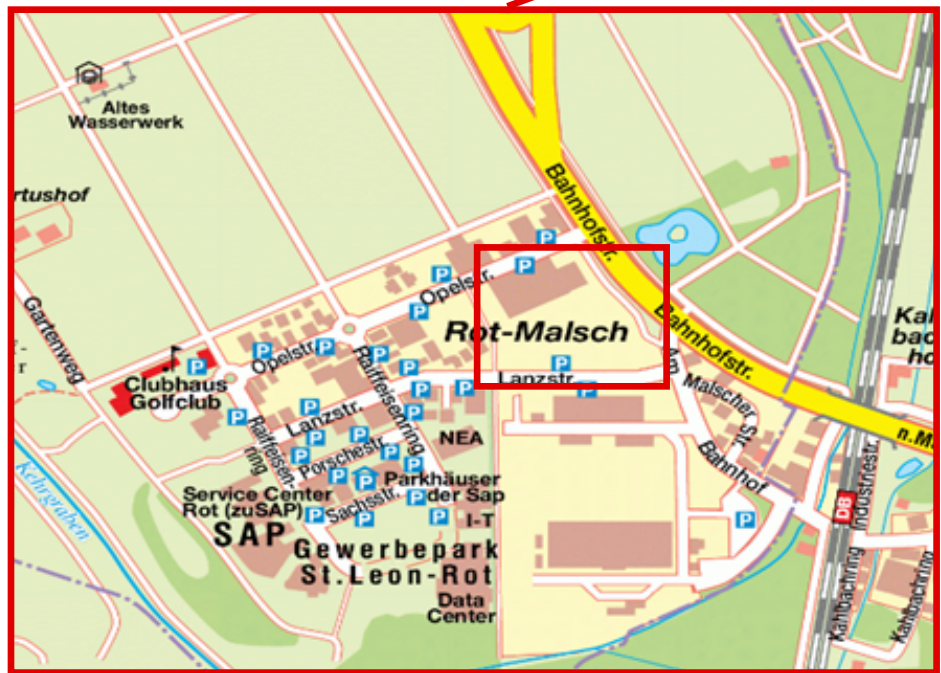 Altes
Wasserwerk
rtushof
Bahnhofstr.
P
P
P
Opelstr.
P
Gartenweg
Rot-Malsch
Bahnhofstr.
Ka
bac
ho
P
P
Opelstr.
P
Raiffeisenring
P
P
Clubhaus
Golfclub
P
Lanzstr.
P
P
P
Am Bahnhof
Malscher Str.
P
P
Lanzstr.
P
P
Raiffeisen-
ring
NEA
n.M
P
P
Porschestr.
P
P
P
P
Parkhäuser
der Sap
P
Kehrgraben
Service Center
Rot (zuSAP)
SAP
P
Sachsstr.
P
P
I-T
P
DB
Industriestr.
Gewerbepark
St.Leon-Rot
Data
Center
Kahlbachring
Kahlbachring